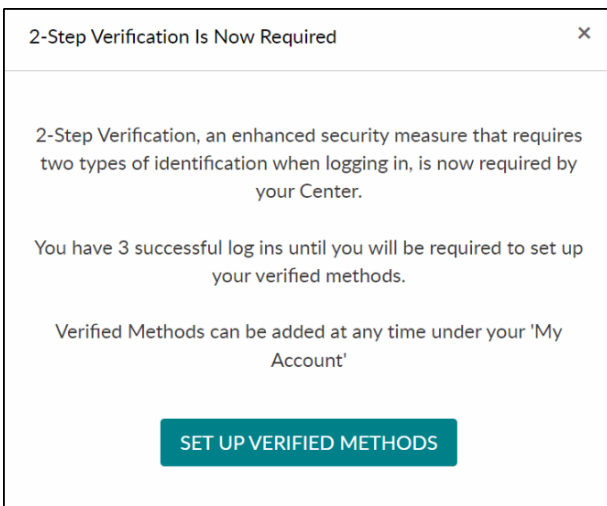 2-Step Verification Is Now Required ×
2-Step Verification, an enhanced security measure that requires
two types of identification when logging in, is now required by
your Center.
You have 3 successful log ins until you will be required to set up
your verified methods.
Verified Methods can be added at any time under your 'My
Account'
SET UP VERIFIED METHODS